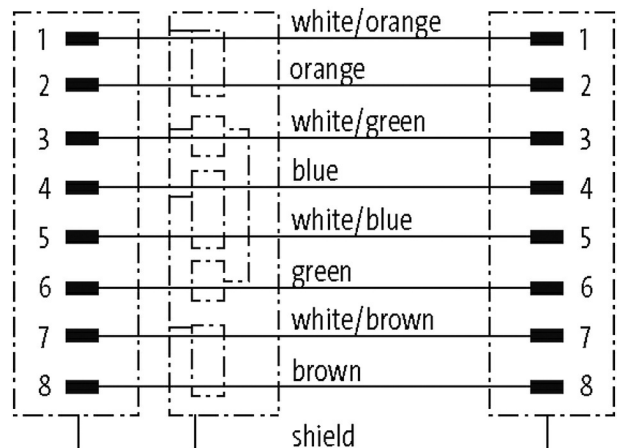 1 white/orange 1
2 orange 2
3 white/green 3
4 blue 4
5 white/blue 5
6 green 6
7 white/brown 7
8 brown 8
shield